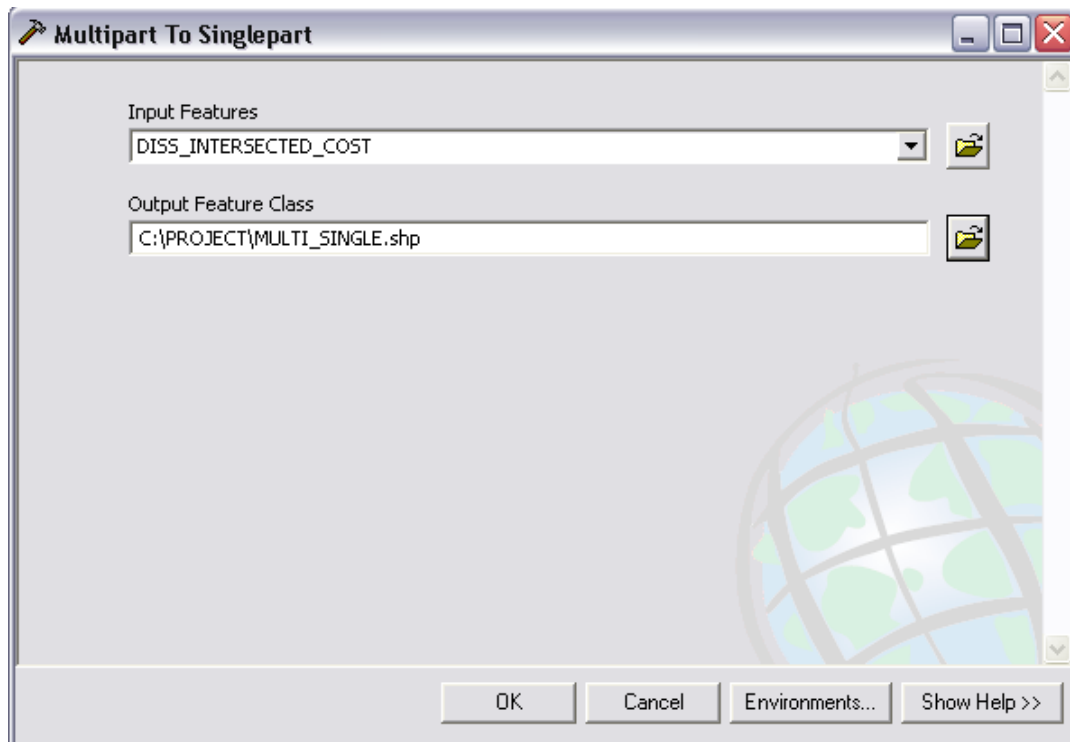 Multipart To Singlepart
Input Features
DISS_INTERSECTED_COST
Output Feature Class
C:\PROJECT\MULTI_SINGLE.shp
OK Cancel Environments... Show Help >>